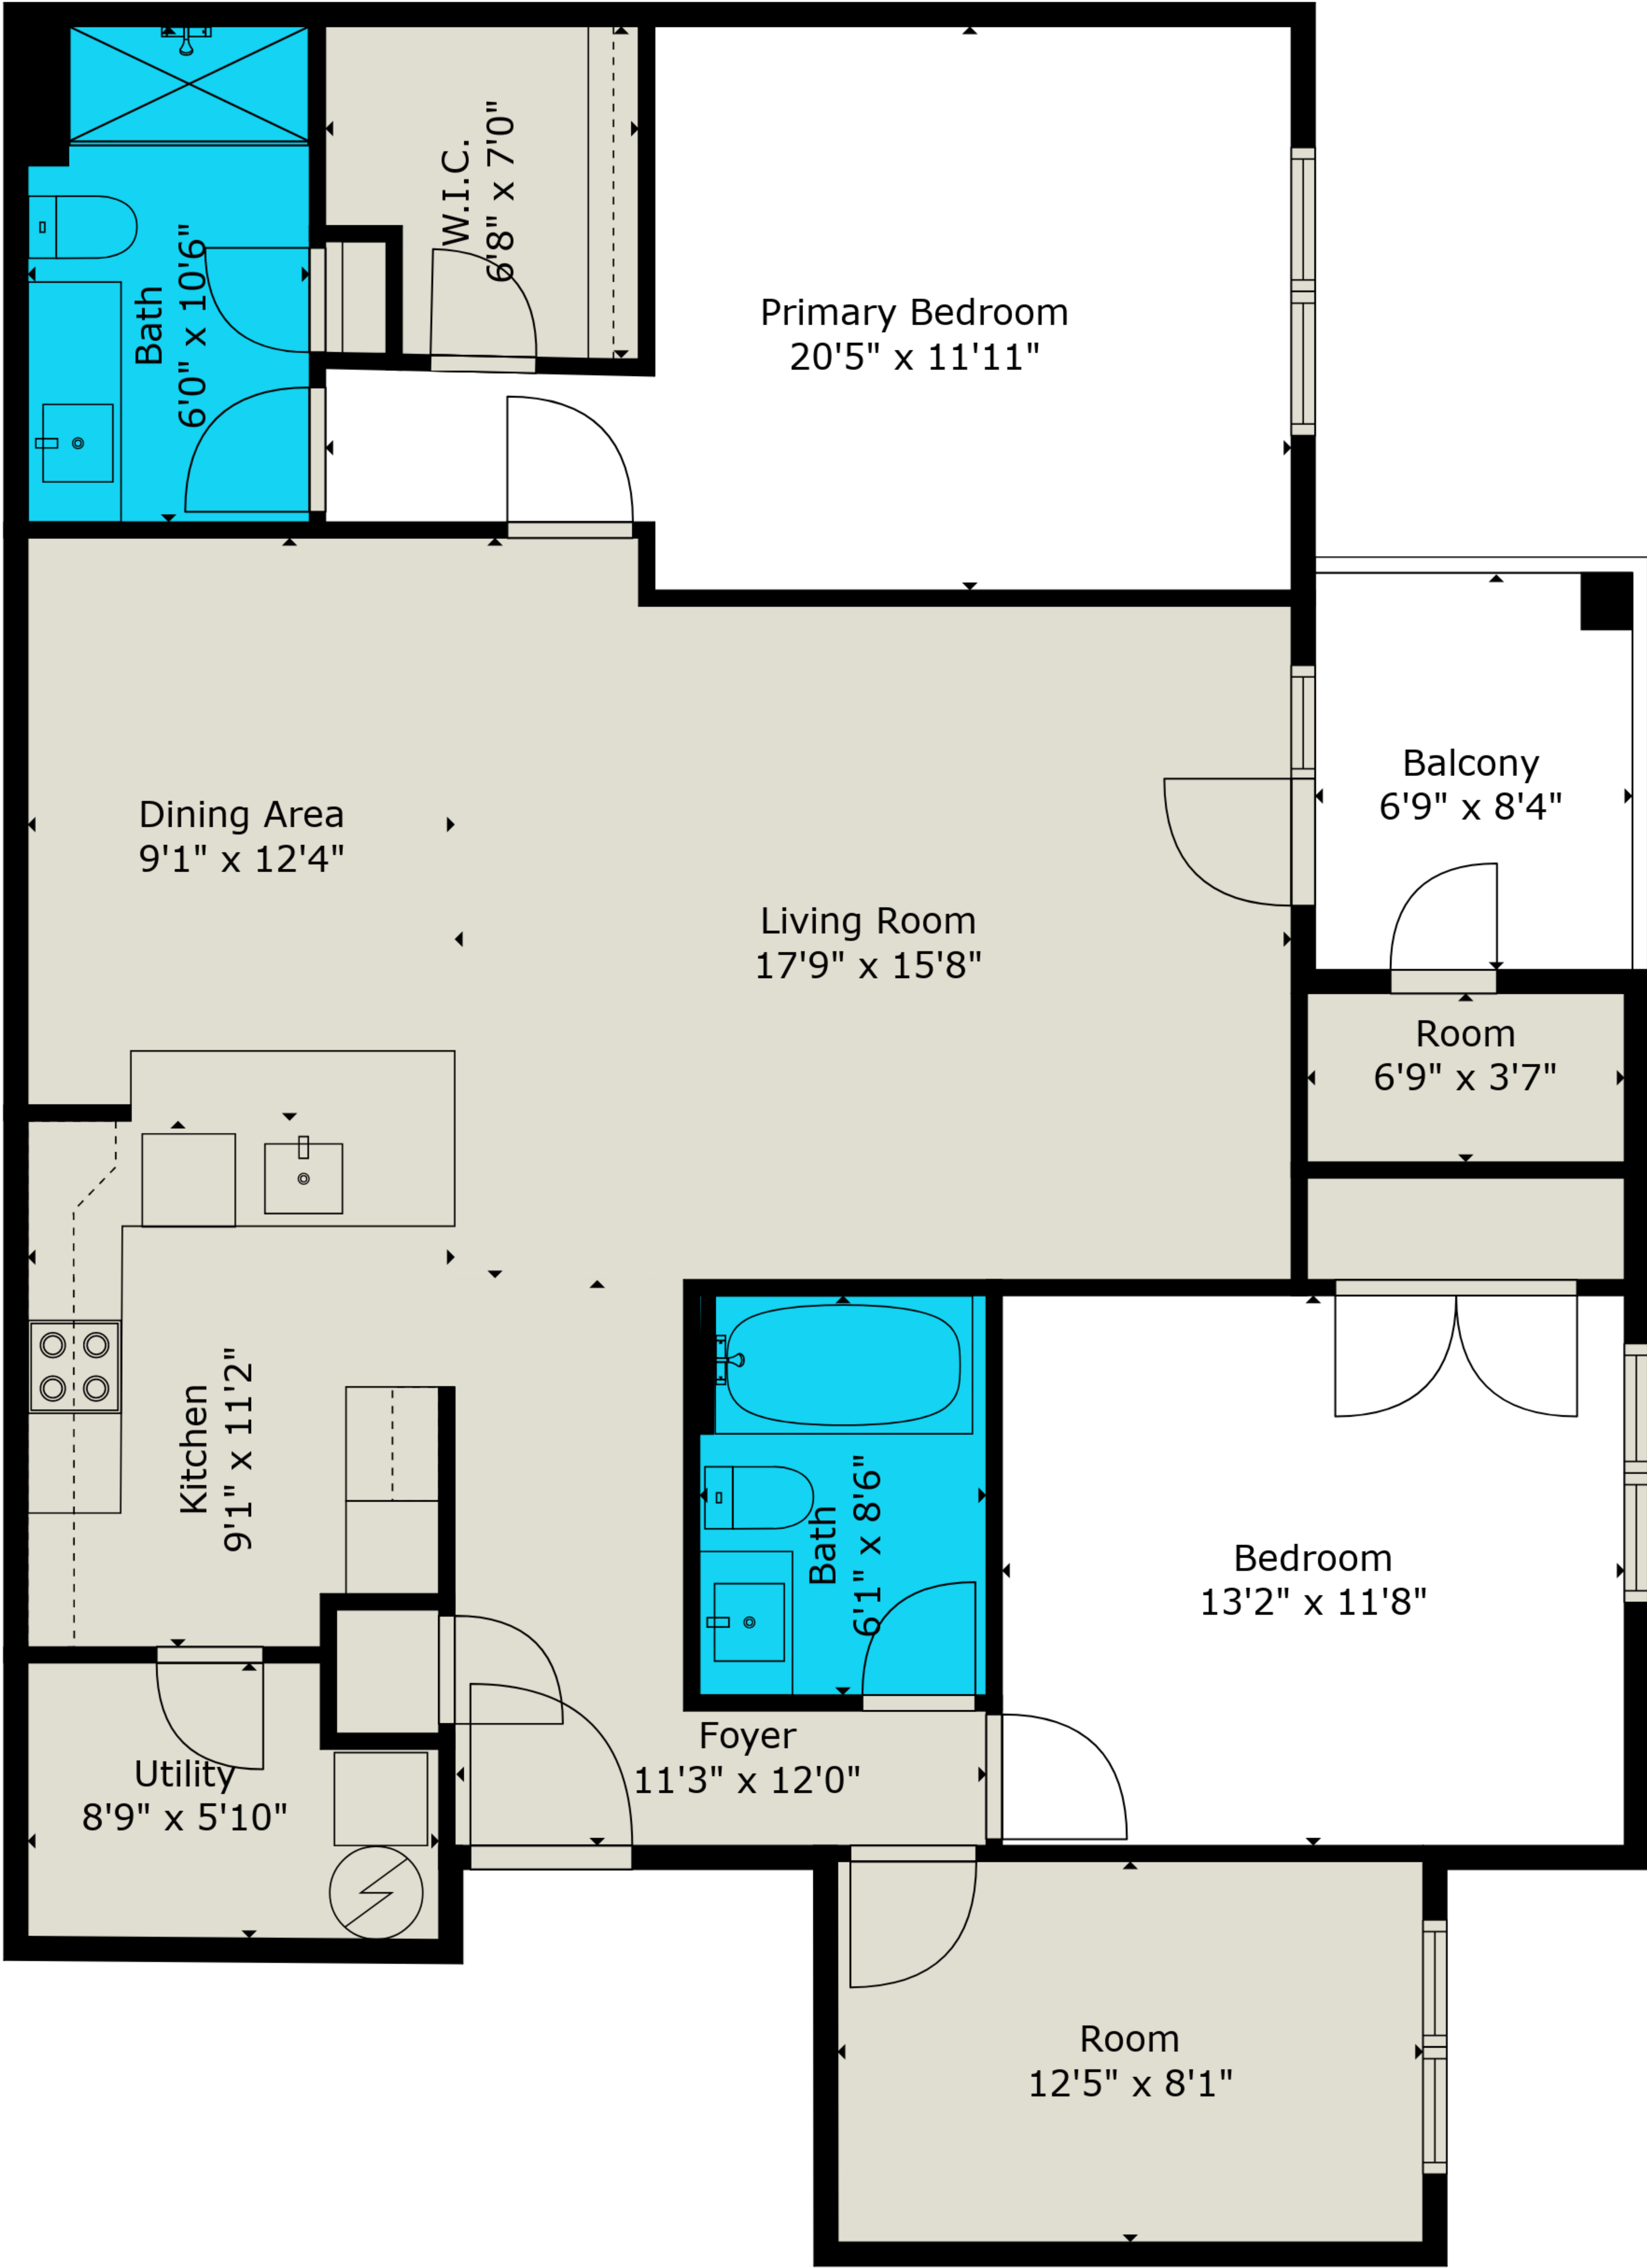 W.I.C.
6'8" x 7'0"
Bath
6'0" x 10'6"
Primary Bedroom
20'5" x 11'11"
Balcony
6'9" x 8'4"
Dining Area
9'1" x 12'4"
Living Room
17'9" x 15'8"
Room
6'9" x 3'7"
Kitchen
9'1" x 11'2"
Bath
6'1" x 8'6"
Bedroom
13'2" x 11'8"
Foyer
11'3" x 12'0"
Utility
8'9" x 5'10"
Room
12'5" x 8'1"